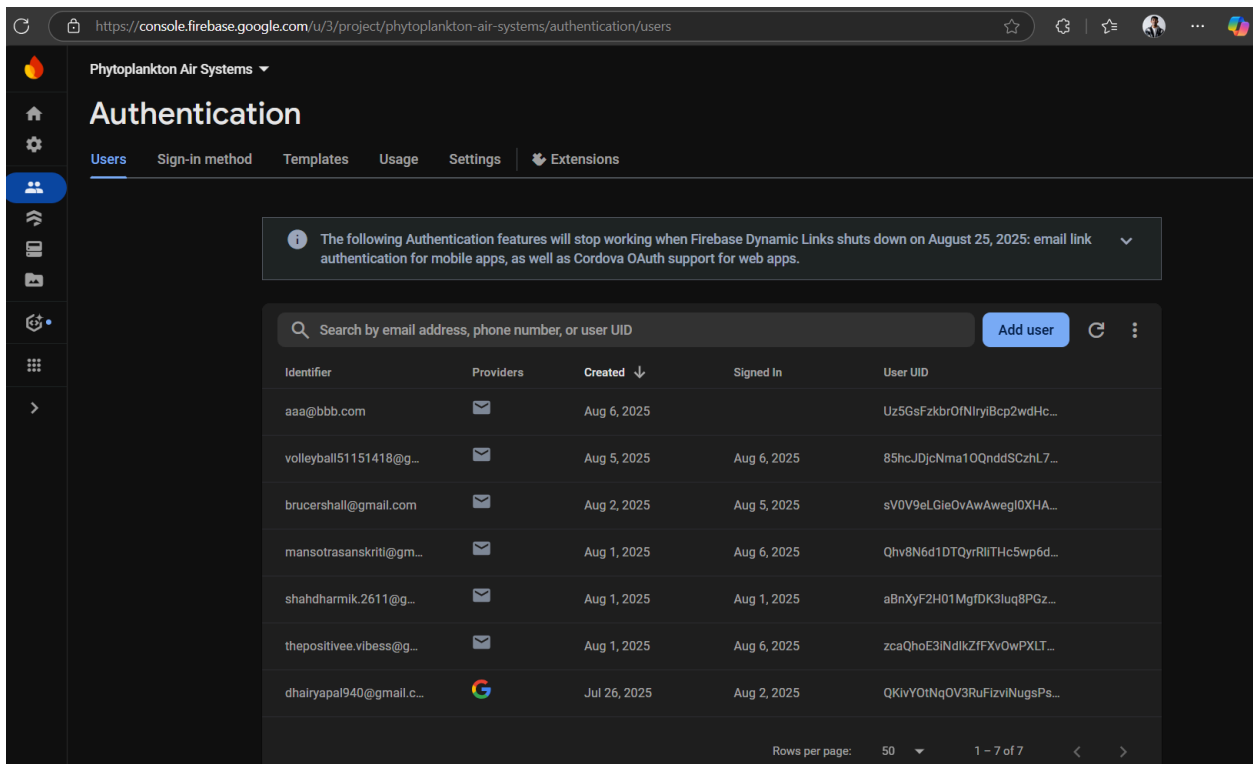 https://console.firebase.google.com/u/3/project/phytoplankton-air-systems/authentication/users
Phytoplankton Air Systems
Authentication
Users Sign-in method Templates Usage Settings Extensions
The following Authentication features will stop working when Firebase Dynamic Links shuts down on August 25, 2025: email link
authentication for mobile apps, as well as Cordova OAuth support for web apps.
Search by email address, phone number, or user UID Add user
Identifier Providers Created Signed In User UID
aaa@bbb.com Aug 6, 2025 Uz5GsFzkbrOfNIryiBcp2wdHc...
volleyball51151418@g... Aug 5, 2025 Aug 6, 2025 85hcJDjcNma1OQnddSCzhL7...
brucershall@gmail.com Aug 2, 2025 Aug 5, 2025 sV0V9eLGieOvAwAwegI0XHA...
mansotrasanskriti@gm... Aug 1, 2025 Aug 6, 2025 Qhv8N6d1DTQyrRliTHc5wp6d...
shahdharmik.2611@g... Aug 1, 2025 Aug 1, 2025 aBnXyF2H01MgfDK3Iuq8PGz...
thepositivee.vibess@g... Aug 1, 2025 Aug 6, 2025 zcaQhoE3iNdlkZfFXvOwPXLT...
dhairyapal940@gmail.c... Jul 26, 2025 Aug 2, 2025 QKivYOtNqOV3RuFizviNugsPs...
Rows per page: 50 1 – 7 of 7